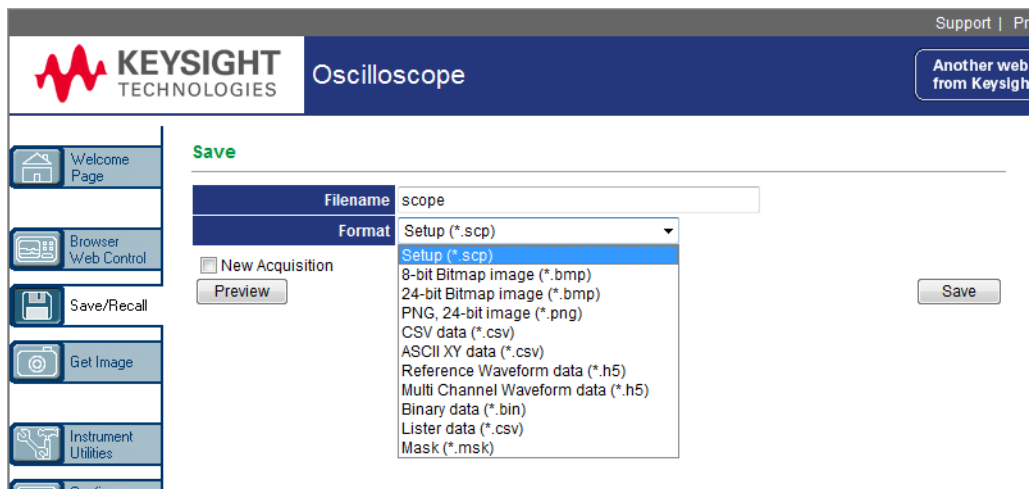 Support | Pr
KEYSIGHT
TECHNOLOGIES
Oscilloscope
Another web
from Keysigh
Welcome
Page
Browser
Web Control
Save/Recall
Get Image
Instrument
Utilities
Save
Filename scope
Format Setup (*.scp)
Setup (*.scp)
8-bit Bitmap image (*.bmp)
24-bit Bitmap image (*.bmp)
PNG, 24-bit image (*.png)
CSV data (*.csv)
ASCII XY data (*.csv)
Reference Waveform data (*.h5)
Multi Channel Waveform data (*.h5)
Binary data (*.bin)
Lister data (*.csv)
Mask (*.msk)
New Acquisition
Preview
Save